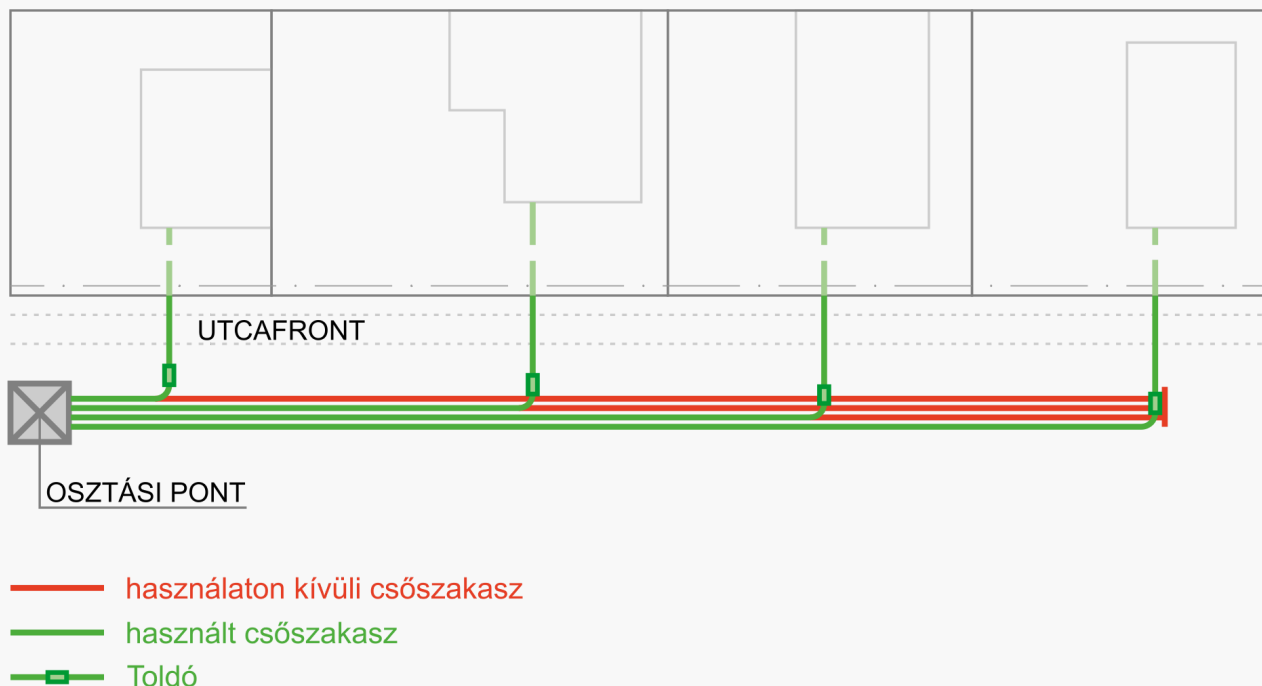 UTCAFRONT
OSZTÁSI PONT
használaton kívüli csőszakasz
használt csőszakasz
Toldó